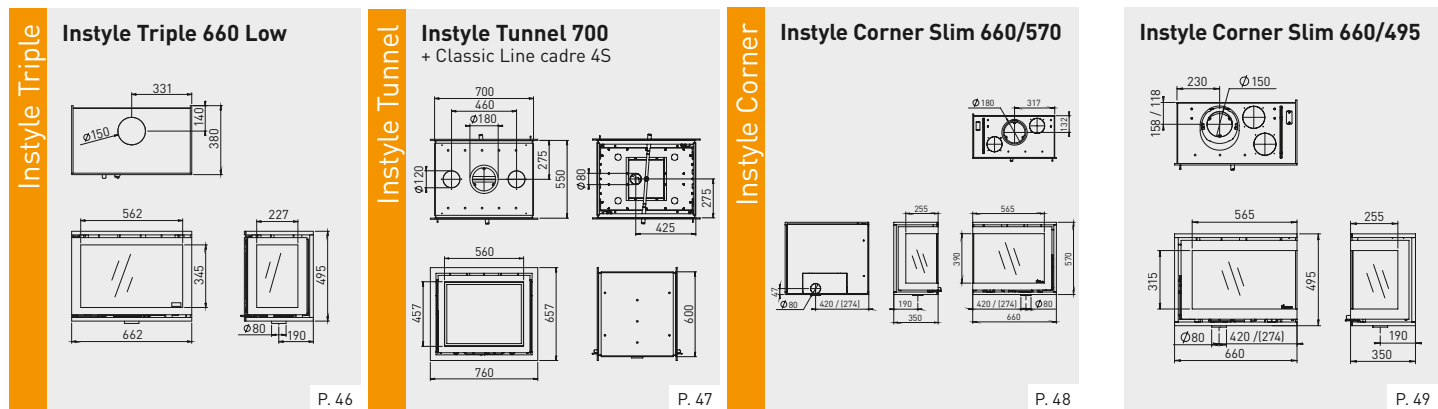 Instyle Triple
Instyle Triple 660 Low
331
140
380
Ø150
562
227
345
495
Ø80
190
662
P. 46
Instyle Tunnel
Instyle Tunnel 700
+ Classic Line cadre 4S
700
460
Ø180
Ø120
275
550
Ø80
275
425
560
457
657
600
760
P. 47
Instyle Corner
Instyle Corner Slim 660/570
Ø180
317
132
255
565
390
570
47
Ø80
420 / (274)
190
350
420 / (274)
Ø80
660
P. 48
Instyle Corner Slim 660/495
230
Ø150
158 / 118
565
255
315
495
Ø80
420 /(274)
190
660
350
P. 49